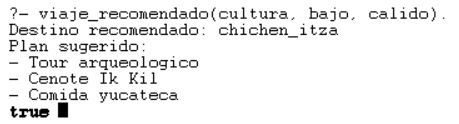 ?- viaje_recomendado(cultura, bajo, calido).
Destino recomendado: chichen_itza
Plan sugerido:
- Tour arqueologico
- Cenote Ik Kil
- Comida yucateca
true